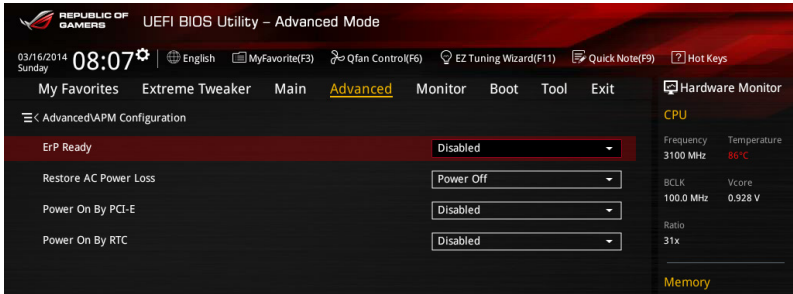 REPUBLIC OF
GAMERS
UEFI BIOS Utility – Advanced Mode
03/16/2014
Sunday
08:07
English
MyFavorite(F3)
Qfan Control(F6)
EZ Tuning Wizard(F11)
Quick Note(F9)
? Hot Keys
My Favorites Extreme Tweaker Main Advanced Monitor Boot Tool Exit
Hardware Monitor
< Advanced\APM Configuration
ErP Ready Disabled
Restore AC Power Loss Power Off
Power On By PCI-E Disabled
Power On By RTC Disabled
CPU
Frequency Temperature
3100 MHz 86°C
BCLK Vcore
100.0 MHz 0.928 V
Ratio
31x
Memory